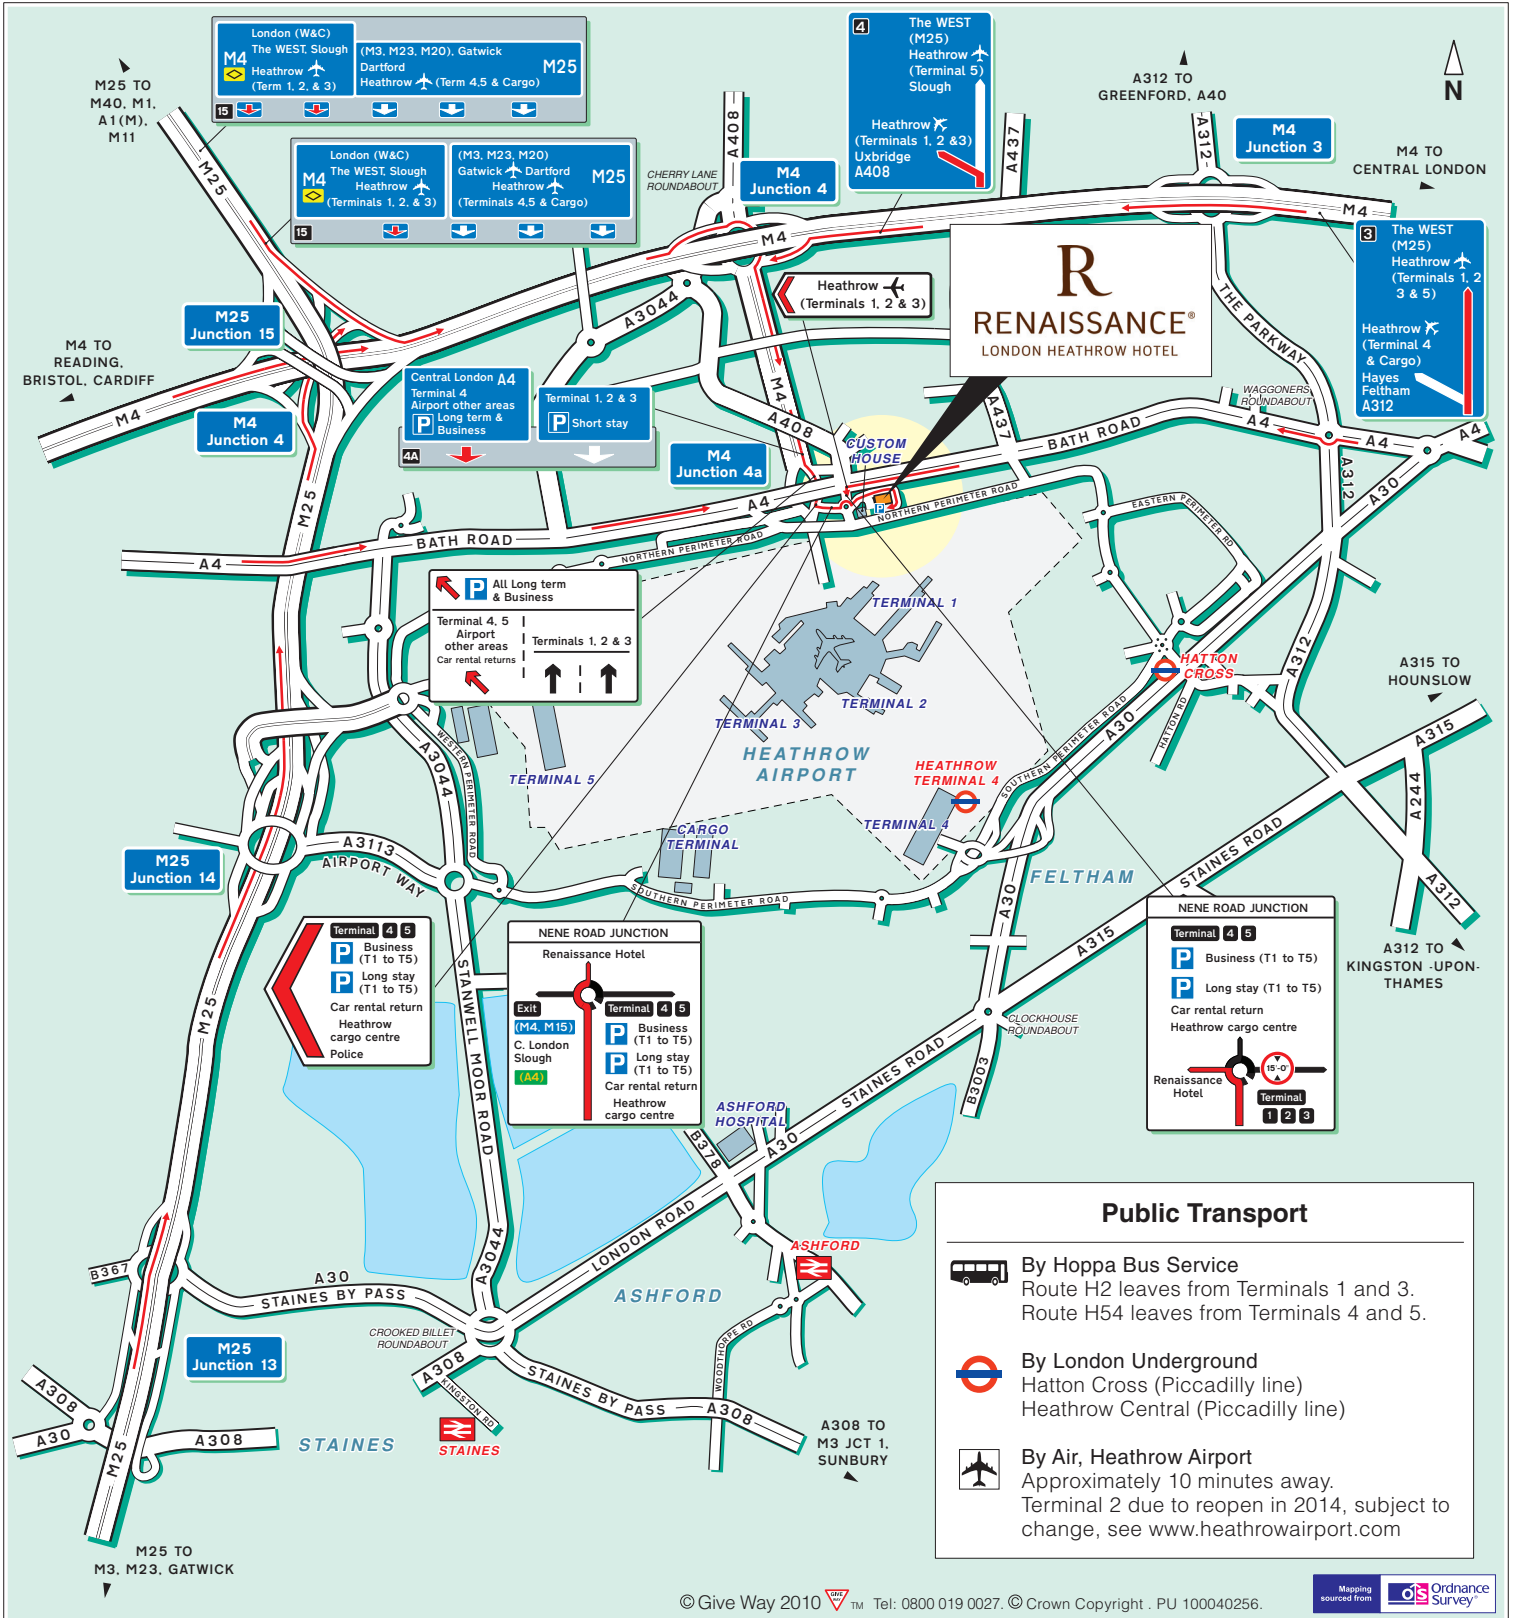 M25 TO
M40, M1,
A1(M),
M11
London (W&C)
The WEST, Slough
M4
Heathrow
(Term 1, 2, & 3)
(M3, M23, M20), Gatwick
Dartford
Heathrow (Term 4,5 & Cargo)
M25
15
London (W&C)
The WEST, Slough
M4
Heathrow
(Terminals 1, 2, & 3)
(M3, M23, M20)
Gatwick Dartford
Heathrow
(Terminals 4,5 & Cargo)
M25
15
A408
CHERRY LANE
ROUNDABOUT
M4
Junction 4
4
The WEST
(M25)
Heathrow
(Terminal 5)
Slough
Heathrow
(Terminals 1, 2 &3)
Uxbridge
A408
A437
A312 TO
GREENFORD, A40
N
A312
M4
Junction 3
M4 TO
CENTRAL LONDON
M4
3
The WEST
(M25)
Heathrow
(Terminals 1, 2
3 & 5)
Heathrow
(Terminal 4
& Cargo)
Hayes
Feltham
A312
M25
M4
Heathrow
(Terminals 1, 2 & 3)
R
RENAISSANCE®
LONDON HEATHROW HOTEL
THE PARKWAY
A3044
M25
Junction 15
M4 TO
READING,
BRISTOL, CARDIFF
M4
M4
Junction 4
Central London A4
Terminal 4
Airport other areas
P Long term &
Business
Terminal 1, 2 & 3
P Short stay
4A
M4
A408
M4
Junction 4a
CUSTOM
HOUSE
A437
BATH ROAD
WAGGONERS
ROUNDABOUT
A4
A4
A4
A312
A30
M25
A4
P
NORTHERN PERIMETER ROAD
EASTERN PERIMETER RD
A4
BATH ROAD
NORTHERN PERIMETER ROAD
P All Long term
& Business
Terminal 4, 5
Airport
other areas
Car rental returns
Terminals 1, 2 & 3
TERMINAL 1
TERMINAL 2
TERMINAL 3
HATTON
CROSS
A312
A315 TO
HOUNSLOW
A315
HATTON RD
A30
SOUTHERN PERIMETER ROAD
HEATHROW
AIRPORT
HEATHROW
TERMINAL 4
TERMINAL 4
TERMINAL 5
WESTERN PERIMETER ROAD
A3044
CARGO
TERMINAL
A244
A3113
AIRPORT WAY
M25
Junction 14
SOUTHERN PERIMETER ROAD
FELTHAM
STAINES ROAD
A312
A30
A315
A312 TO
KINGSTON -UPON-
THAMES
Terminal 4 5
P Business
(T1 to T5)
P Long stay
(T1 to T5)
Car rental return
Heathrow
cargo centre
Police
NENE ROAD JUNCTION
Renaissance Hotel
Exit
(M4, M15)
C. London
Slough
(A4)
Terminal 4 5
P Business
(T1 to T5)
P Long stay
(T1 to T5)
Car rental return
Heathrow
cargo centre
NENE ROAD JUNCTION
Terminal 4 5
P Business (T1 to T5)
P Long stay (T1 to T5)
Car rental return
Heathrow cargo centre
15'-0"
Renaissance
Hotel
Terminal
1 2 3
M25
STANWELL MOOR ROAD
CLOCKHOUSE
ROUNDABOUT
B3003
STAINES ROAD
ASHFORD
HOSPITAL
A30
B378
LONDON ROAD
A3044
ASHFORD
ASHFORD
B367
A30
STAINES BY PASS
CROOKED BILLET
ROUNDABOUT
M25
Junction 13
A308
KINGSTON RD
STAINES BY PASS
A308
WOODTHORPE RD
A308
A30
A308
M25
STAINES
STAINES
A308 TO
M3 JCT 1,
SUNBURY
M25 TO
M3, M23, GATWICK
Public Transport
By Hoppa Bus Service
Route H2 leaves from Terminals 1 and 3.
Route H54 leaves from Terminals 4 and 5.
By London Underground
Hatton Cross (Piccadilly line)
Heathrow Central (Piccadilly line)
By Air, Heathrow Airport
Approximately 10 minutes away.
Terminal 2 due to reopen in 2014, subject to
change, see www.heathrowairport.com
© Give Way 2010 GIVE WAY TM Tel: 0800 019 0027. © Crown Copyright . PU 100040256.
Mapping
sourced from
OS Ordnance
Survey®